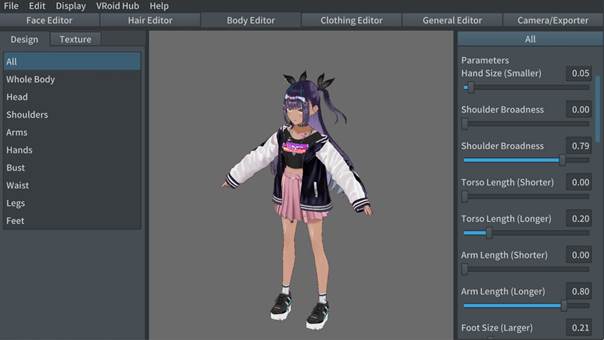 File Edit Display VRoid Hub Help
Face Editor Hair Editor Body Editor Clothing Editor General Editor Camera/Exporter
Design Texture
All
Whole Body
Head
Shoulders
Arms
Hands
Bust
Waist
Legs
Feet
All
Parameters
Hand Size (Smaller) 0.05
Shoulder Broadness 0.00
Shoulder Broadness 0.79
Torso Length (Shorter) 0.00
Torso Length (Longer) 0.20
Arm Length (Shorter) 0.00
Arm Length (Longer) 0.80
Foot Size (Larger) 0.21